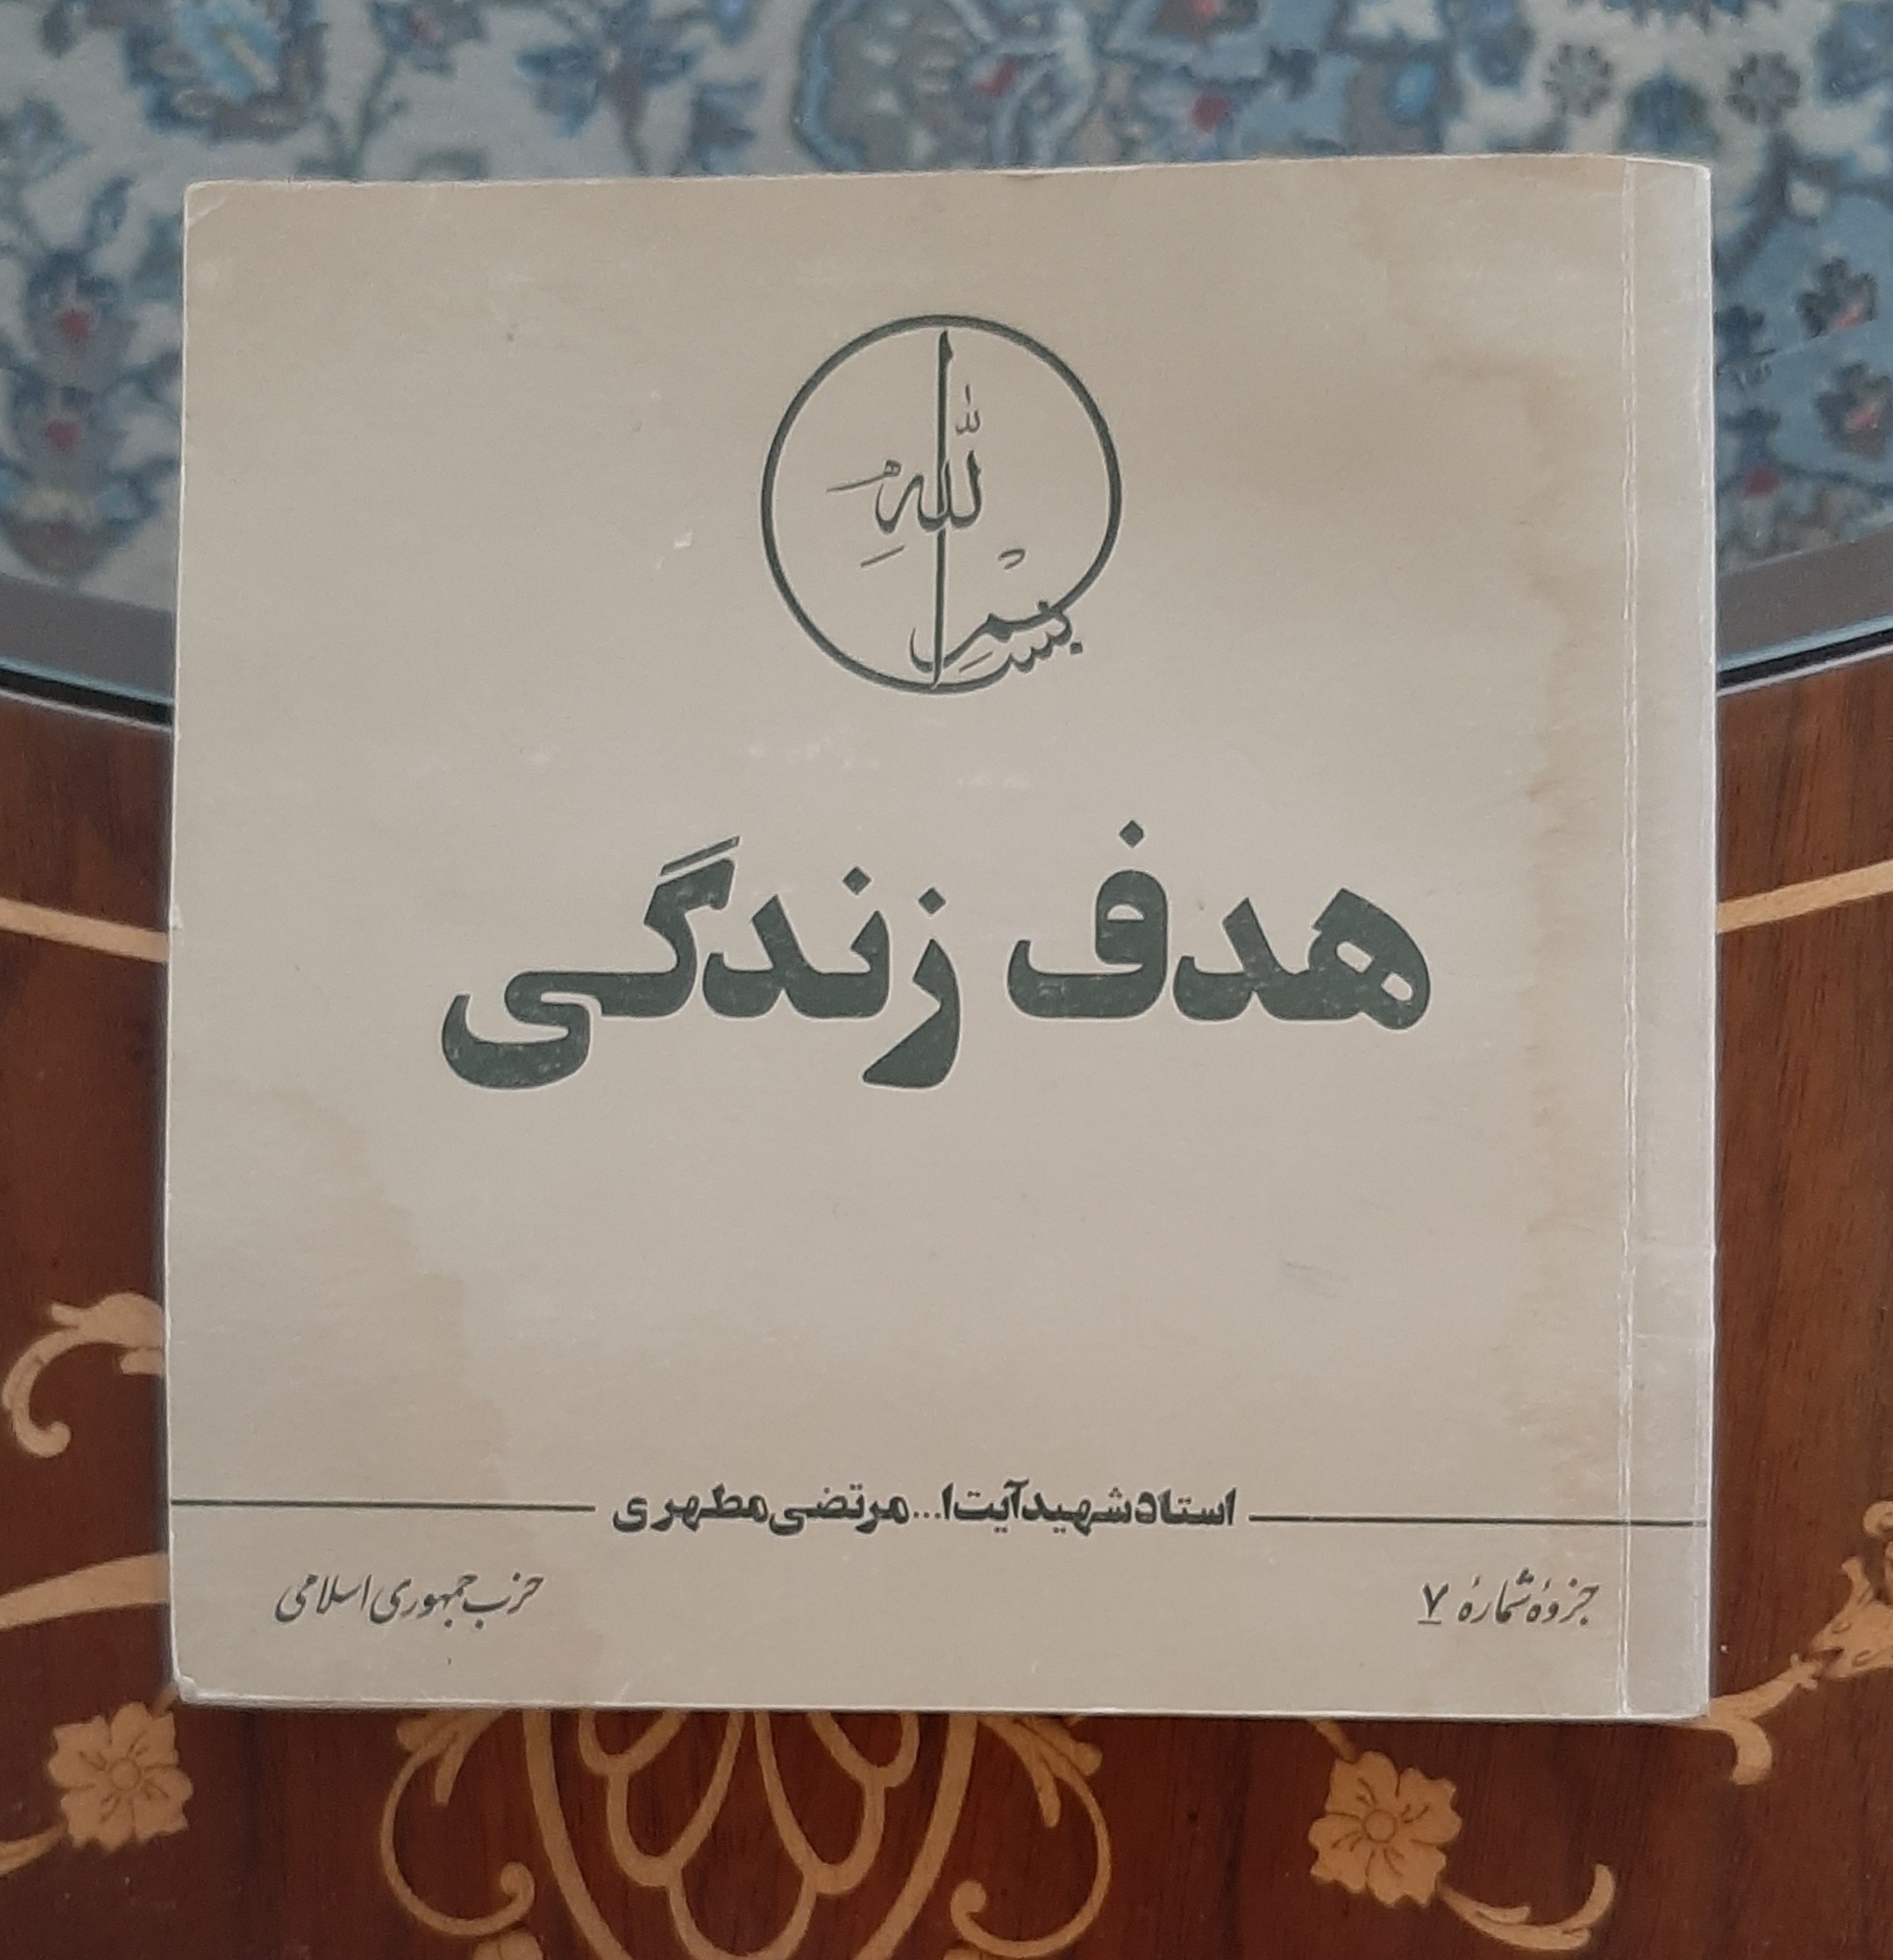 بسم الله
هدف زندگی
استاد شهید آیت ا... مرتضی مطهری
جزوهٔ شمارهٔ ۷
حزب جمهوری اسلامی